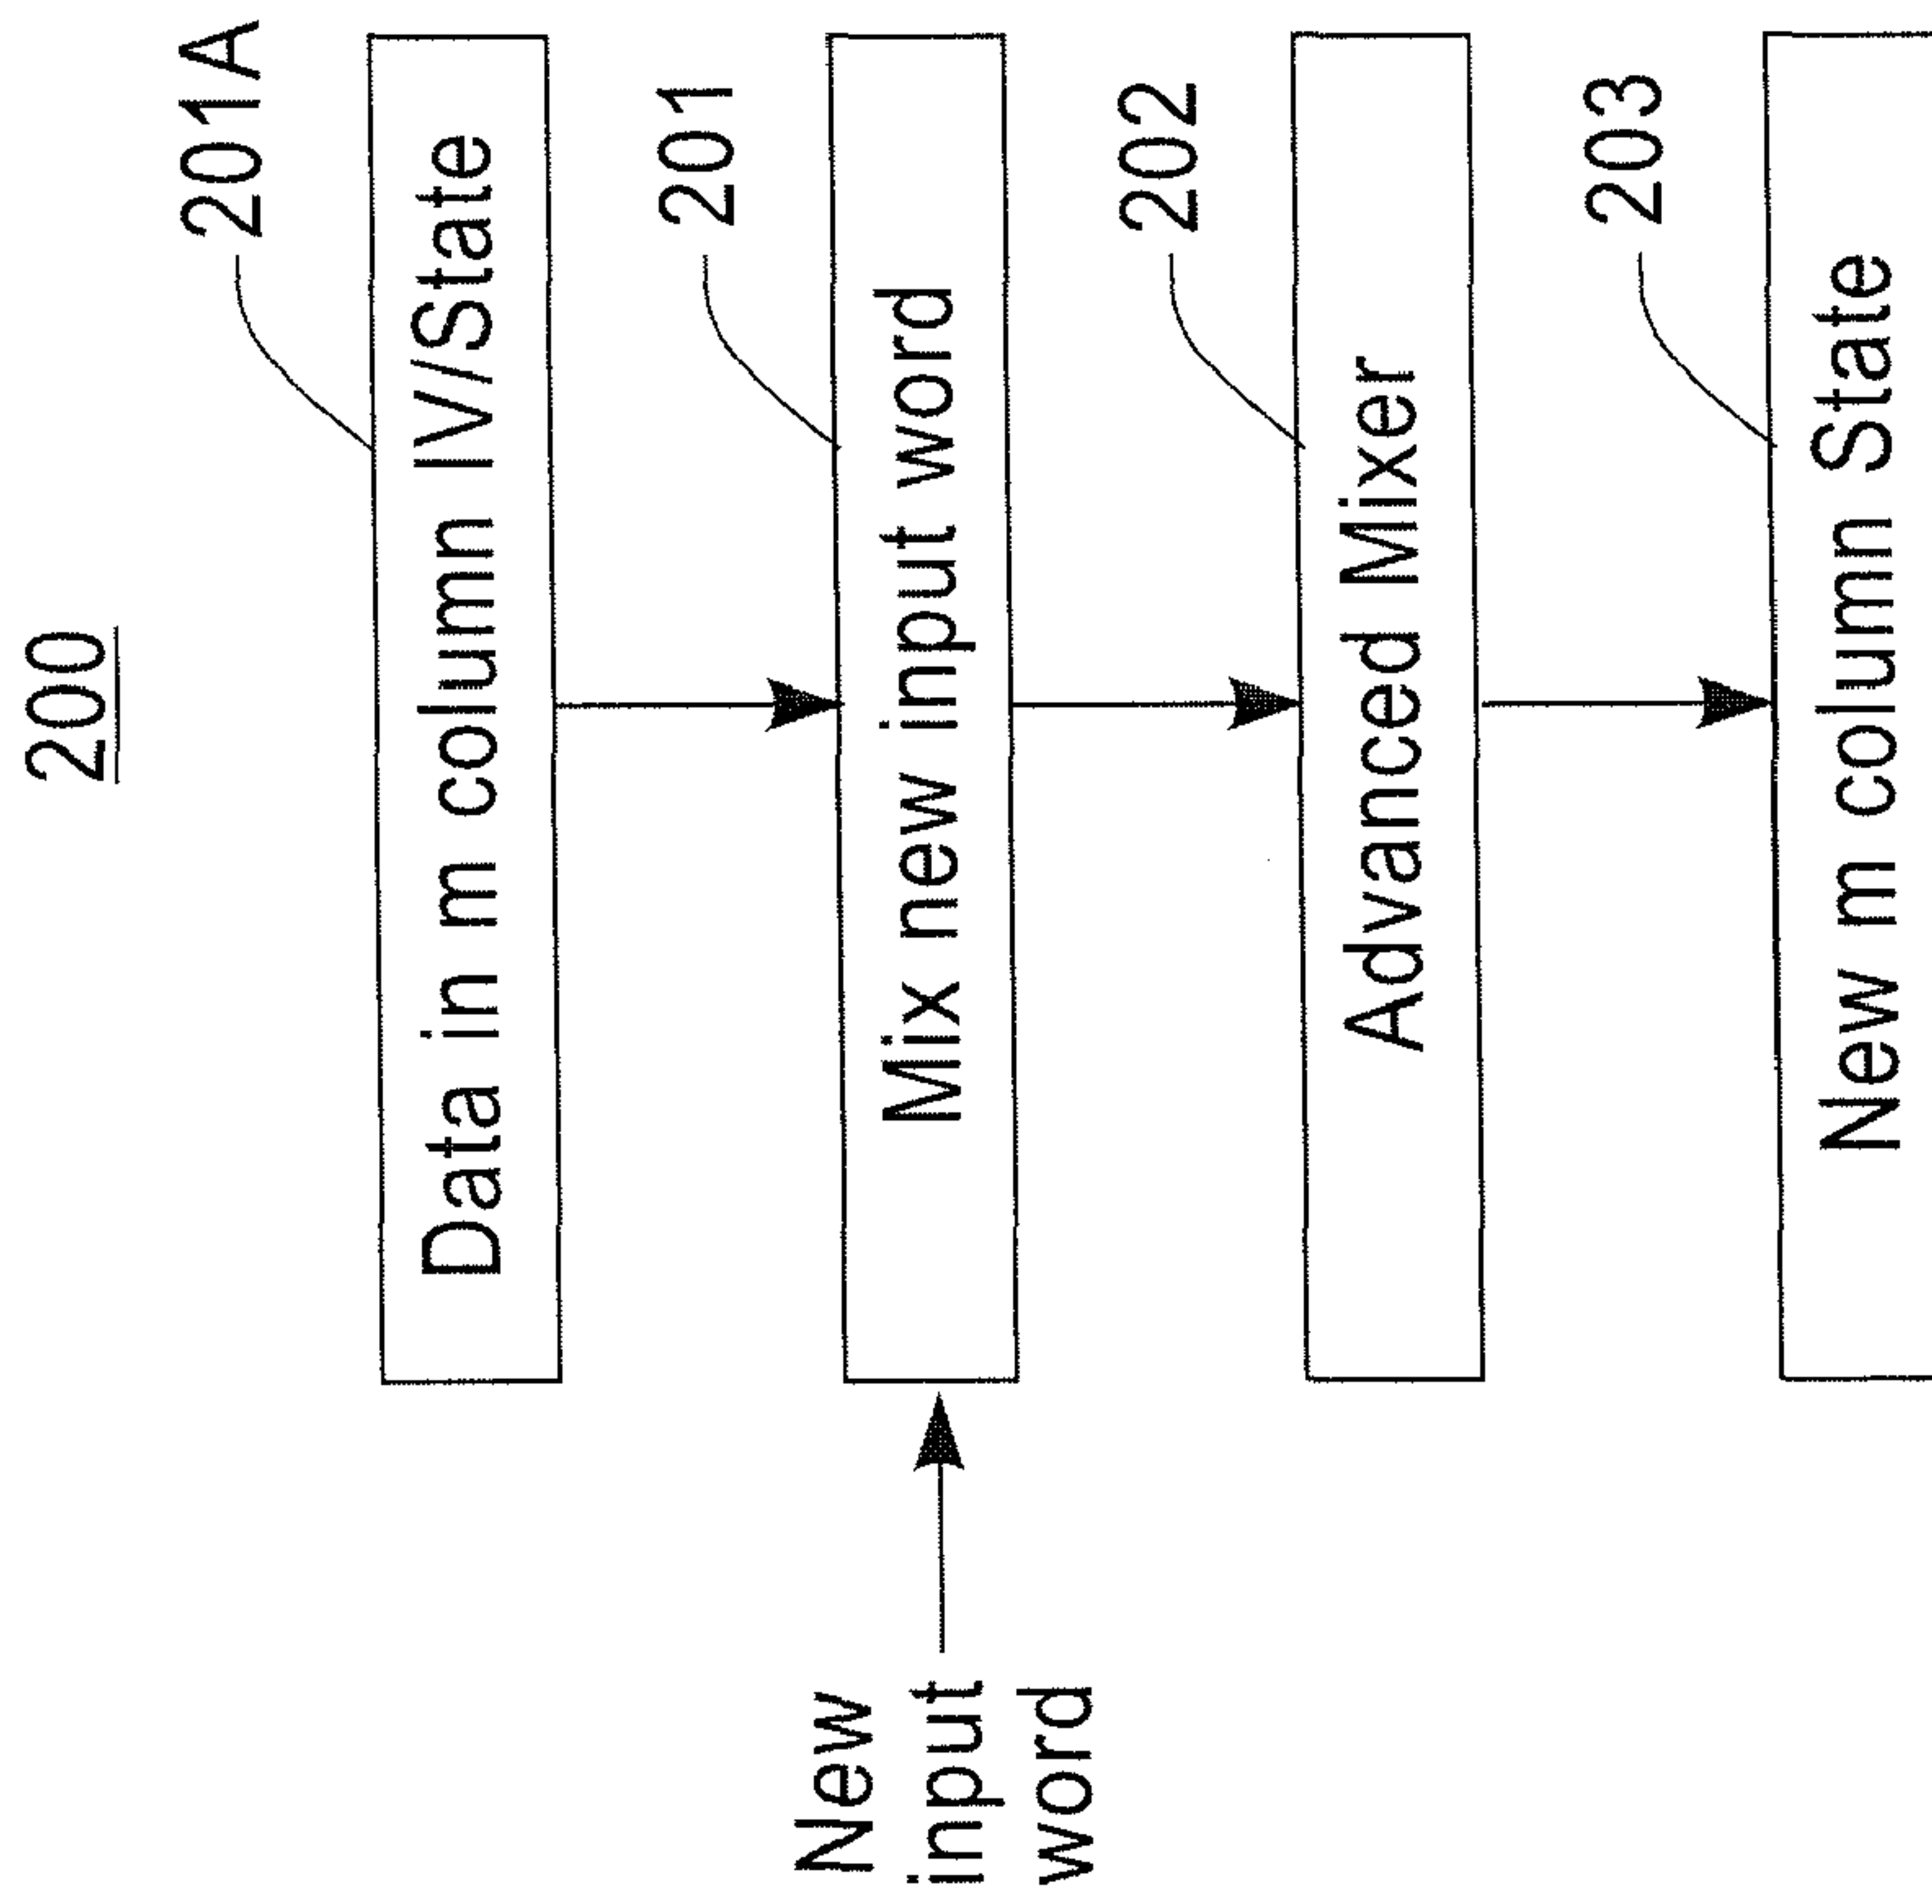 200
201A
Data in m column IV/State
201
Mix new input word
New
input
word
202
Advanced Mixer
203
New m column State